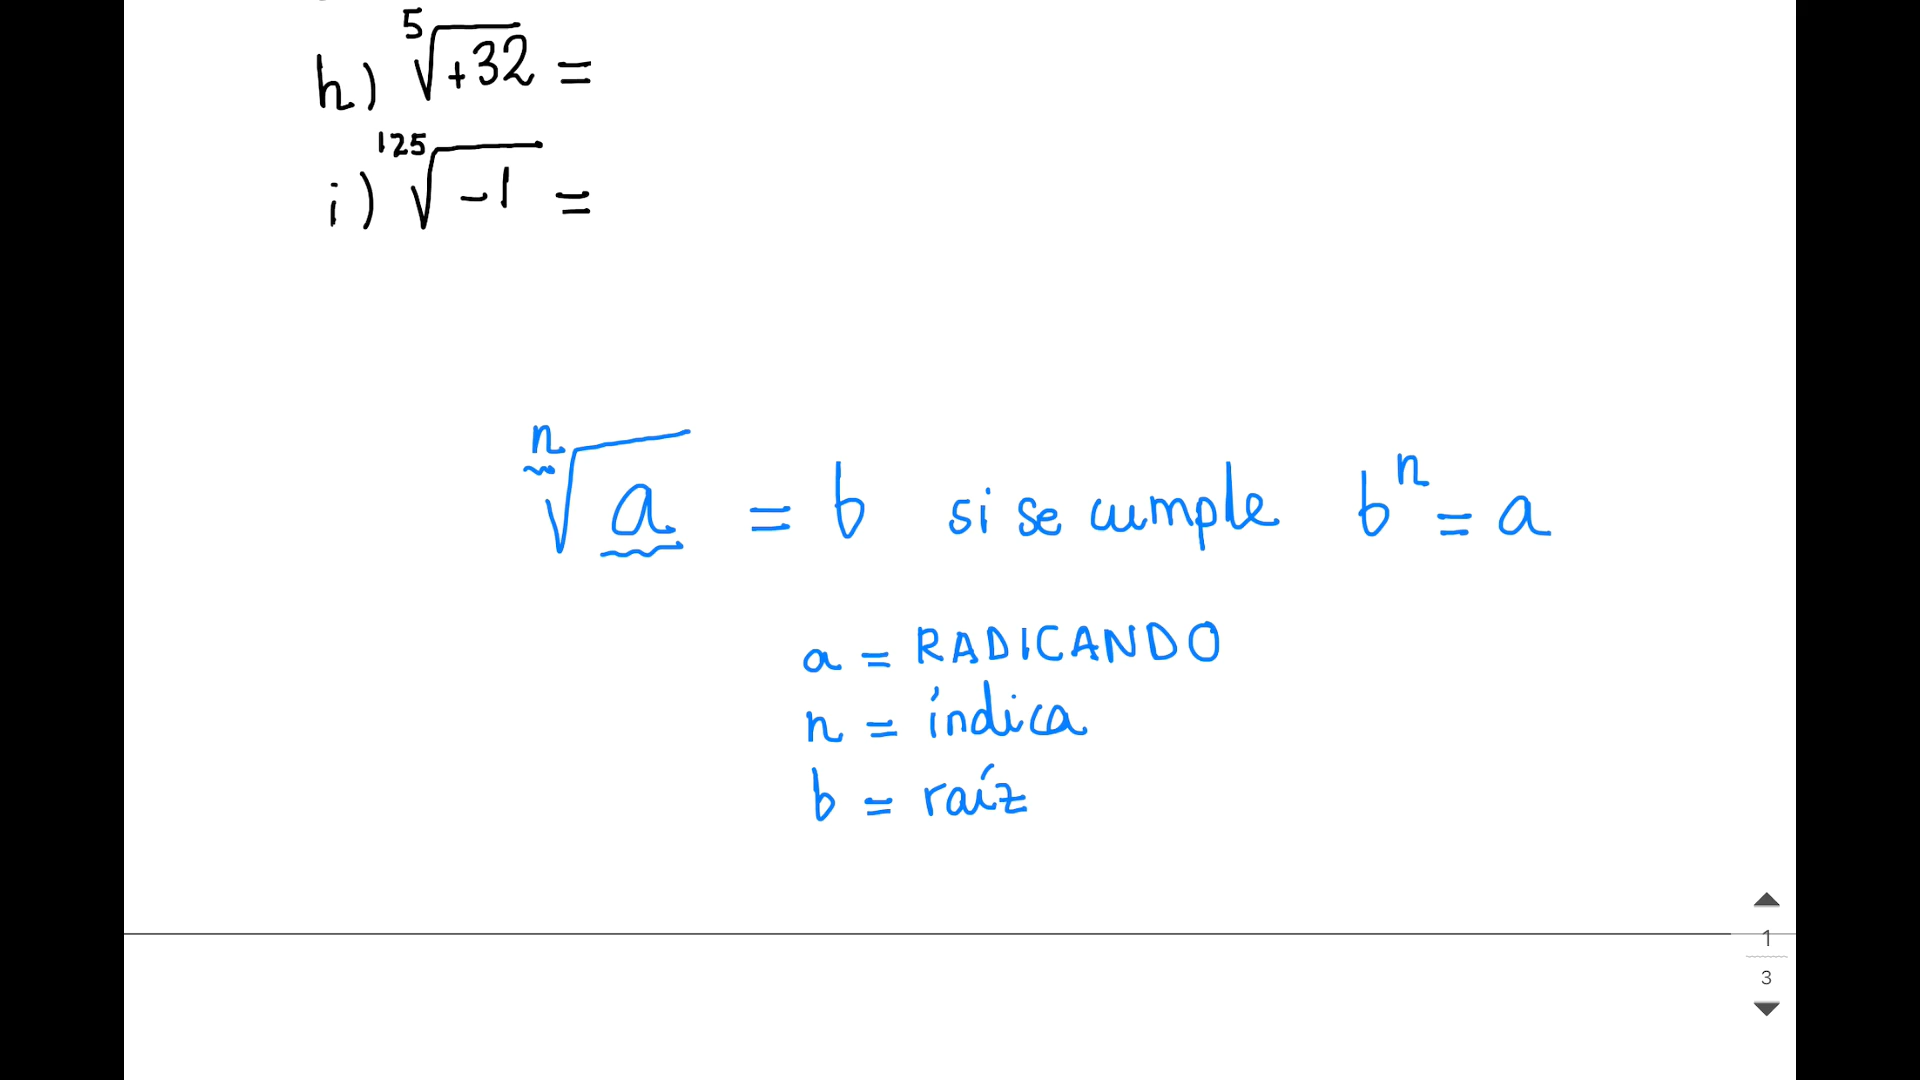 h) ⁵√+32 =
i) ¹²⁵√-1 =
ⁿ√a = b si se cumple bⁿ = a
a = RADICANDO
n = índica
b = raíz
1
3